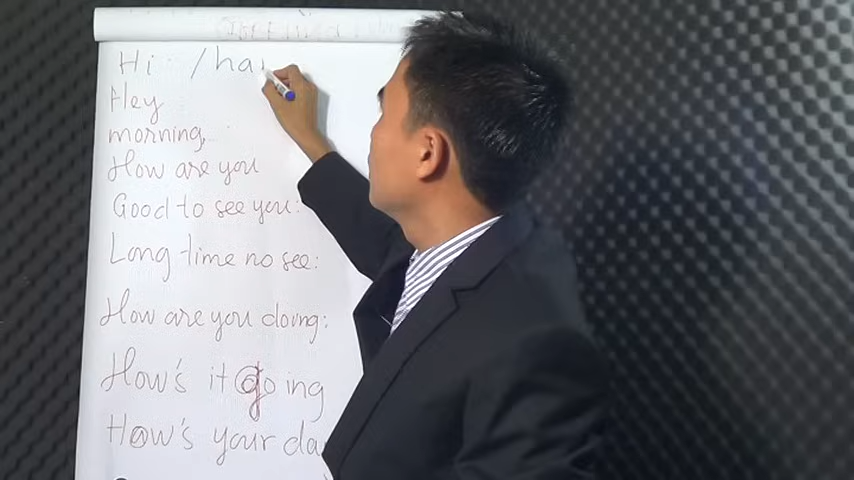 Hi /hai
Hey
morning,
How are you
Good to see you:
Long time no see:
How are you doing:
How's it going
How's your da